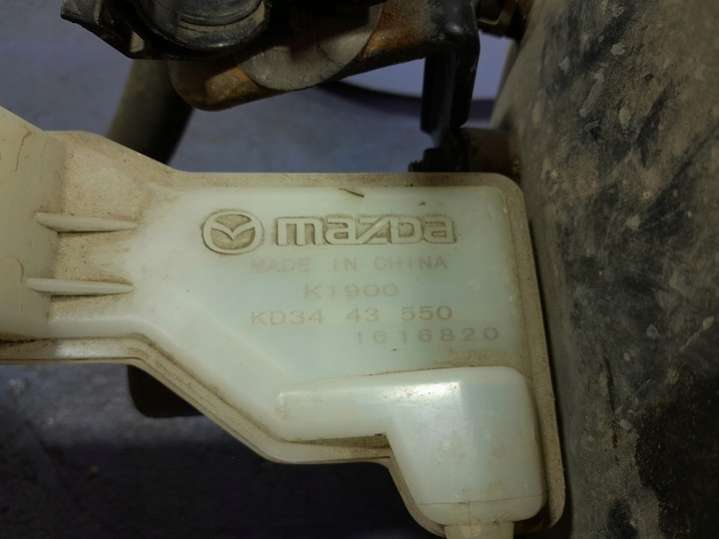 mazda
MADE IN CHINA
K1900
KD34 43 550
1616820